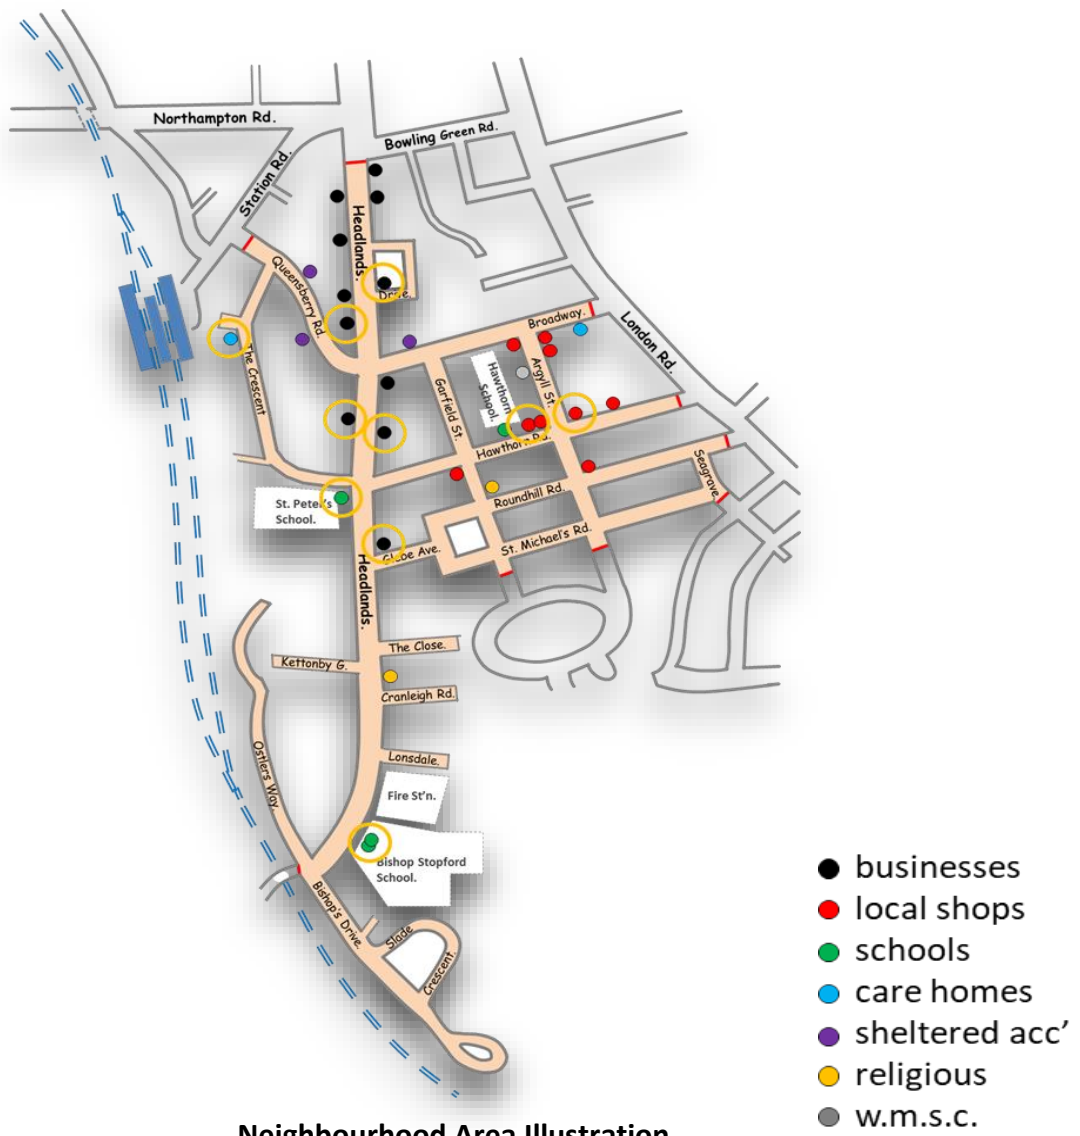 Northampton Rd.
Bowling Green Rd.
Station Rd.
Headlands.
Queensberry Rd.
Drive.
Broadway.
London Rd.
The Crescent
Garfield St.
Hawthorn
School.
Argyll St.
Hawthorn Rd.
Seagrave.
St. Peter's
School.
Roundhill Rd.
St. Michael's Rd.
Glebe Ave.
Headlands.
The Close.
Kettonby G.
Cranleigh Rd.
Ostlers Way.
Lonsdale.
Fire St'n.
Bishop Stopford
School.
Bishop's Drive.
Slade
Crescent.
businesses
local shops
schools
care homes
sheltered acc’
religious
w.m.s.c.
Neighbourhood Area Illustration